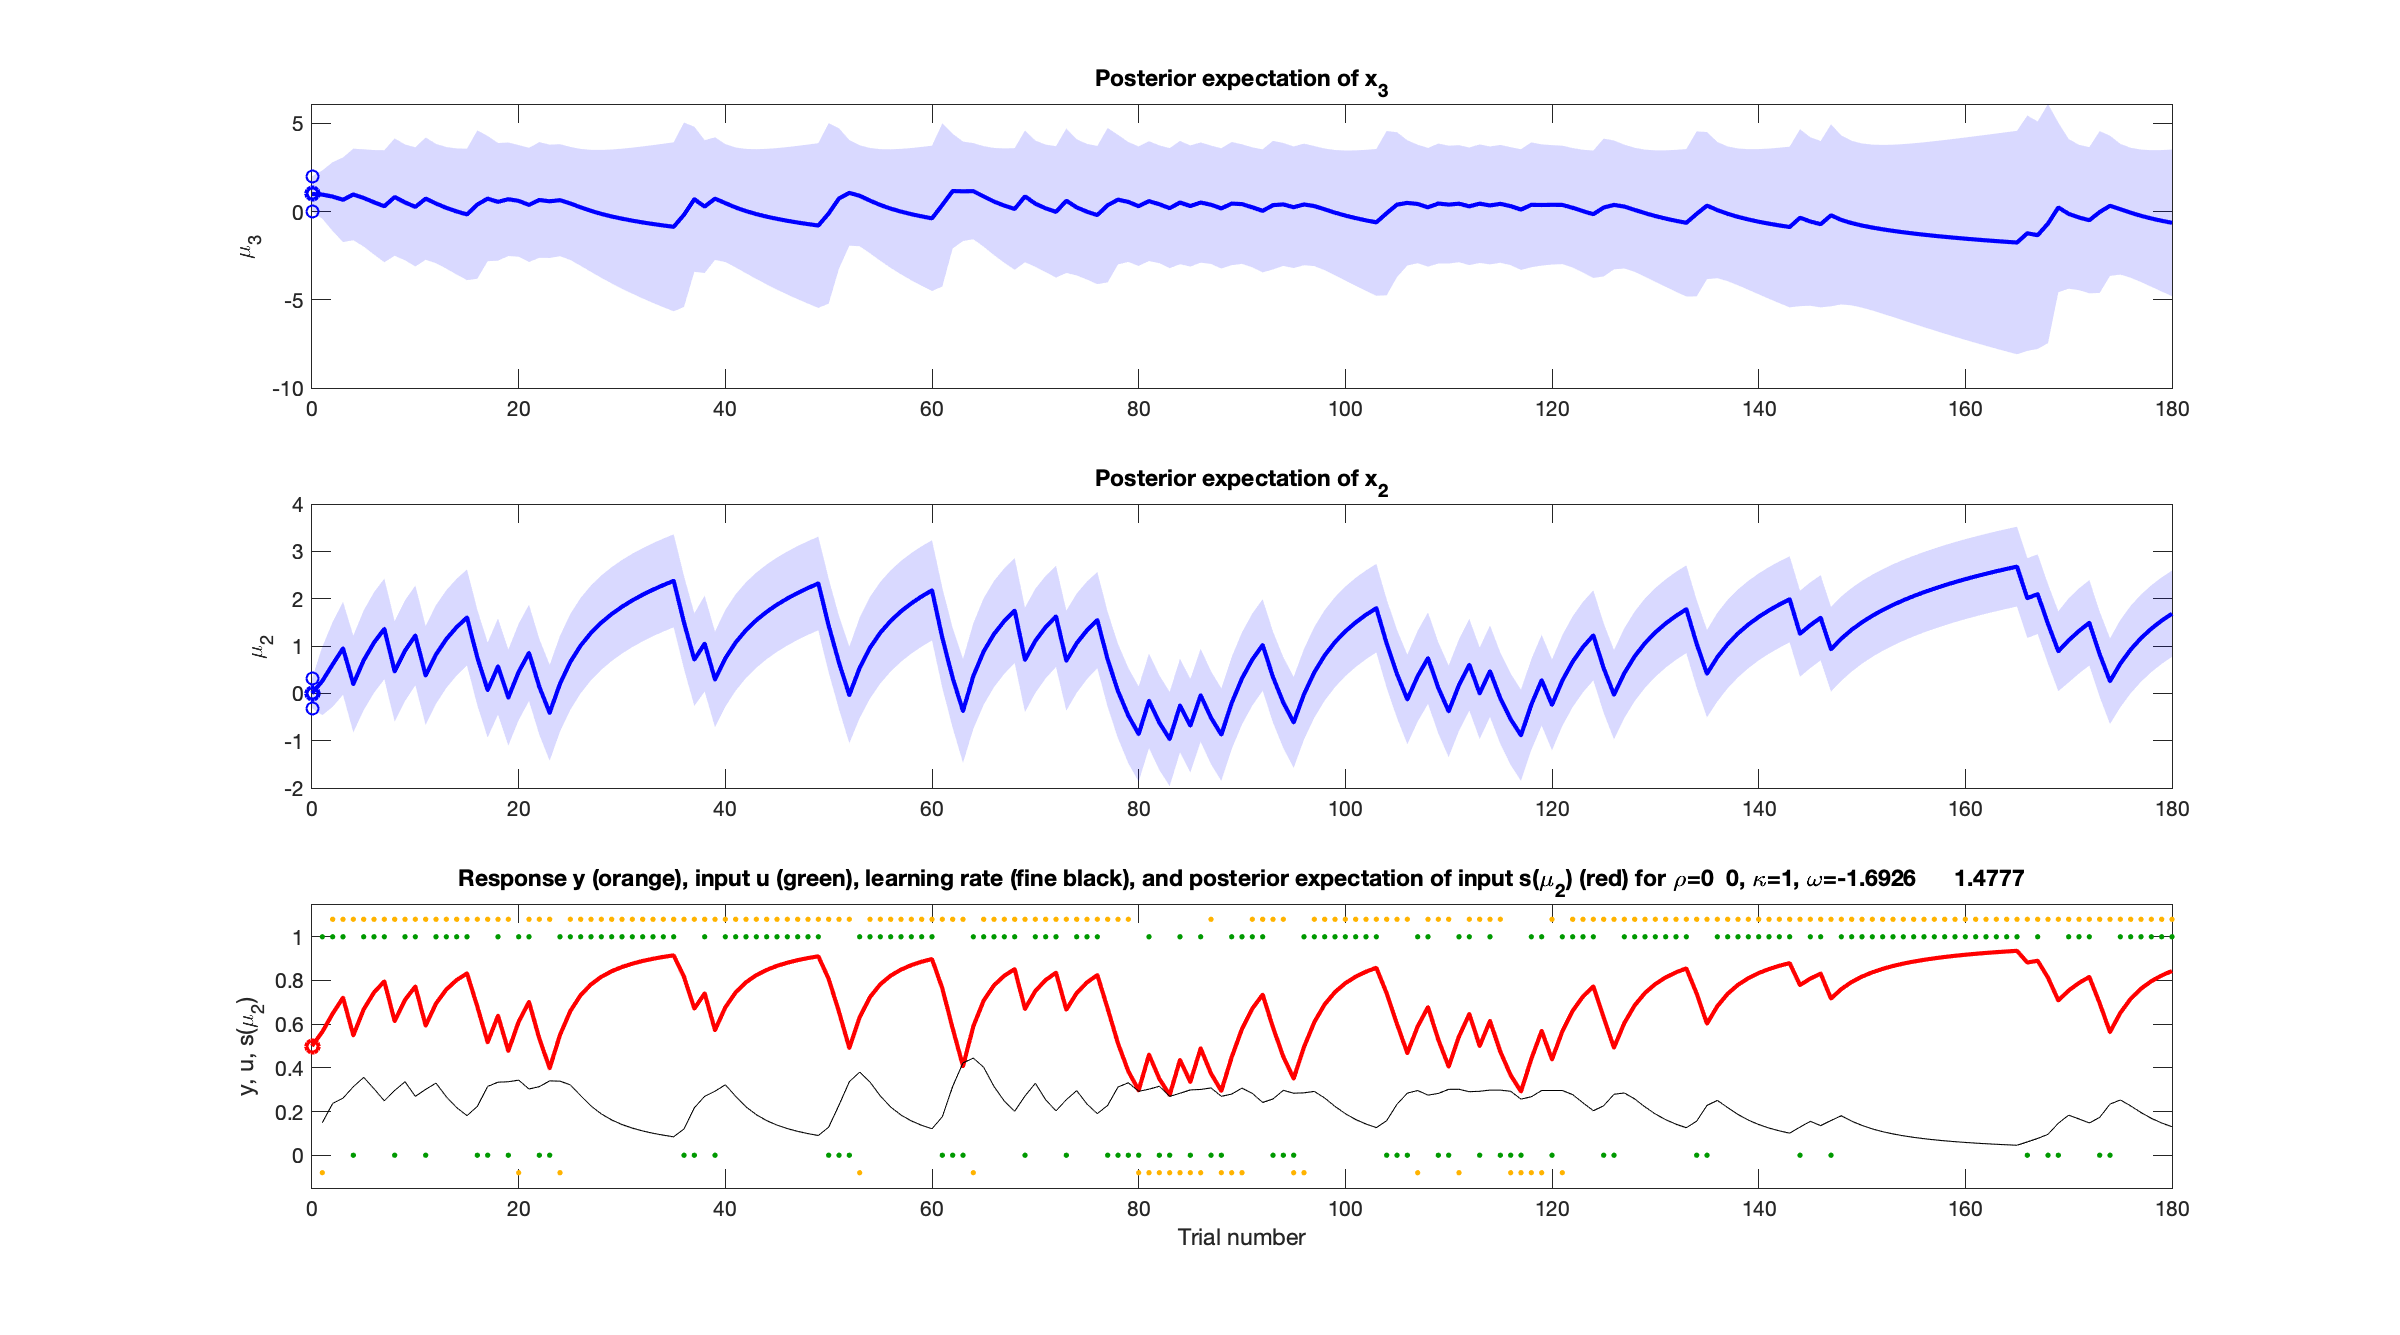 Posterior expectation of x3
5
0
-5
-10
μ3
0 20 40 60 80 100 120 140 160 180
Posterior expectation of x2
4
3
2
1
0
-1
-2
μ2
0 20 40 60 80 100 120 140 160 180
Response y (orange), input u (green), learning rate (fine black), and posterior expectation of input s(μ2) (red) for ρ=0 0, κ=1, ω=-1.6926 1.4777
1
0.8
0.6
0.4
0.2
0
y, u, s(μ2)
0 20 40 60 80 100 120 140 160 180
Trial number